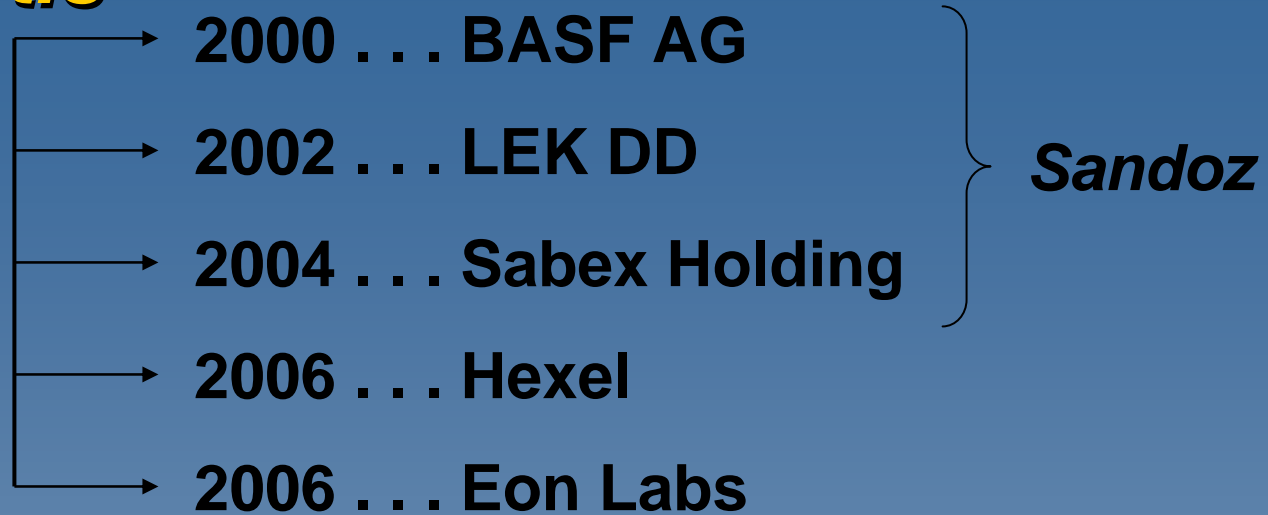 2000 . . . BASF AG
2002 . . . LEK DD
Sandoz
2004 . . . Sabex Holding
2006 . . . Hexel
2006 . . . Eon Labs